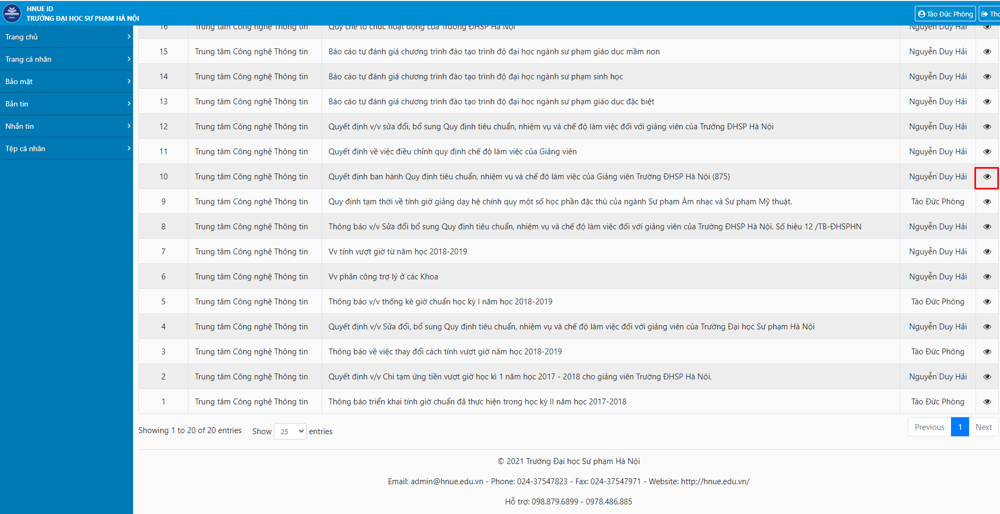 HNUE ID
TRƯỜNG ĐẠI HỌC SƯ PHẠM HÀ NỘI
Tào Đức Phòng
Tho
Trang chủ
Trang cá nhân
Bảo mật
Bản tin
Nhắn tin
Tệp cá nhân
16 Trung tâm Công nghệ Thông tin Quy chế tổ chức hoạt động của Trường ĐHSP Hà Nội Nguyễn Duy Hải
15 Trung tâm Công nghệ Thông tin Báo cáo tự đánh giá chương trình đào tạo trình độ đại học ngành sư phạm giáo dục mầm non Nguyễn Duy Hải
14 Trung tâm Công nghệ Thông tin Báo cáo tự đánh giá chương trình đào tạo trình độ đại học ngành sư phạm sinh học Nguyễn Duy Hải
13 Trung tâm Công nghệ Thông tin Báo cáo tự đánh giá chương trình đào tạo trình độ đại học ngành sư phạm giáo dục đặc biệt Nguyễn Duy Hải
12 Trung tâm Công nghệ Thông tin Quyết định v/v sửa đổi, bổ sung Quy định tiêu chuẩn, nhiệm vụ và chế độ làm việc đối với giảng viên của Trường ĐHSP Hà Nội Nguyễn Duy Hải
11 Trung tâm Công nghệ Thông tin Quyết định về việc điều chỉnh quy định chế độ làm việc của Giảng viên Nguyễn Duy Hải
10 Trung tâm Công nghệ Thông tin Quyết định ban hành Quy định tiêu chuẩn, nhiệm vụ và chế độ làm việc của Giảng viên Trường ĐHSP Hà Nội (875) Nguyễn Duy Hải
9 Trung tâm Công nghệ Thông tin Quy định tạm thời về tính giờ giảng dạy hệ chính quy một số học phần đặc thù của ngành Sư phạm Âm nhạc và Sư phạm Mỹ thuật. Tào Đức Phòng
8 Trung tâm Công nghệ Thông tin Thông báo v/v Sửa đổi bổ sung Quy định tiêu chuẩn, nhiệm vụ và chế độ làm việc đối với giảng viên của Trường ĐHSP Hà Nội. Số hiệu 12 /TB-ĐHSPHN Nguyễn Duy Hải
7 Trung tâm Công nghệ Thông tin Vv tính vượt giờ từ năm học 2018-2019 Nguyễn Duy Hải
6 Trung tâm Công nghệ Thông tin Vv phân công trợ lý ở các Khoa Nguyễn Duy Hải
5 Trung tâm Công nghệ Thông tin Thông báo v/v thống kê giờ chuẩn học kỳ I năm học 2018-2019 Tào Đức Phòng
4 Trung tâm Công nghệ Thông tin Quyết định v/v Sửa đổi, bổ sung Quy định tiêu chuẩn, nhiệm vụ và chế độ làm việc đối với giảng viên của Trường Đại học Sư phạm Hà Nội Nguyễn Duy Hải
3 Trung tâm Công nghệ Thông tin Thông báo về việc thay đổi cách tính vượt giờ năm học 2018-2019 Tào Đức Phòng
2 Trung tâm Công nghệ Thông tin Quyết định v/v Chi tạm ứng tiền vượt giờ học kì 1 năm học 2017 - 2018 cho giảng viên Trường ĐHSP Hà Nội. Nguyễn Duy Hải
1 Trung tâm Công nghệ Thông tin Thông báo triển khai tính giờ chuẩn đã thực hiện trong học kỳ II năm học 2017-2018 Tào Đức Phòng
Showing 1 to 20 of 20 entries Show 25 entries Previous 1 Next
© 2021 Trường Đại học Sư phạm Hà Nội
Email: admin@hnue.edu.vn - Phone: 024-37547823 - Fax: 024-37547971 - Website: http://hnue.edu.vn/
Hỗ trợ: 098.879.6899 - 0978.486.885